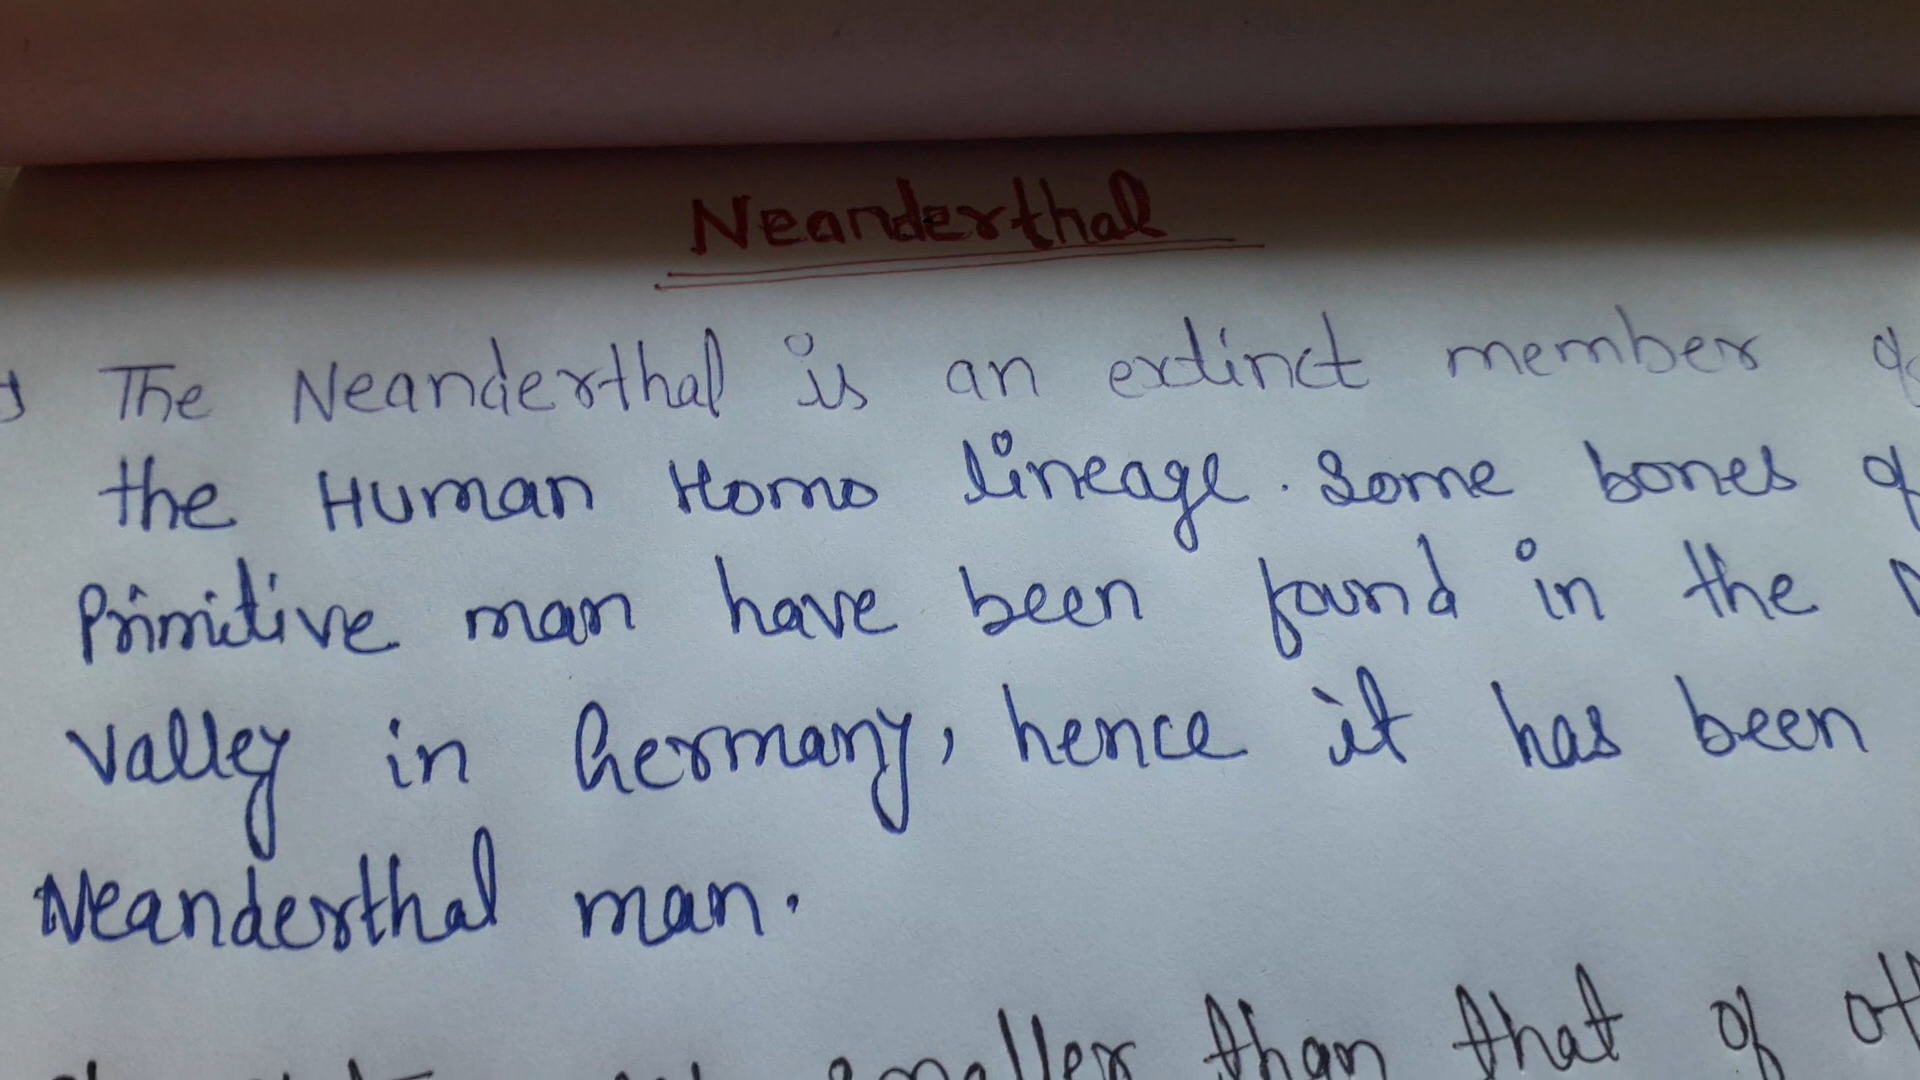 Neanderthal
The Neanderthal is an extinct member
the Human Homo lineage. Some bones of
Primitive man have been found in the
valley in Germany, hence it has been
Neanderthal man.
smaller than that of